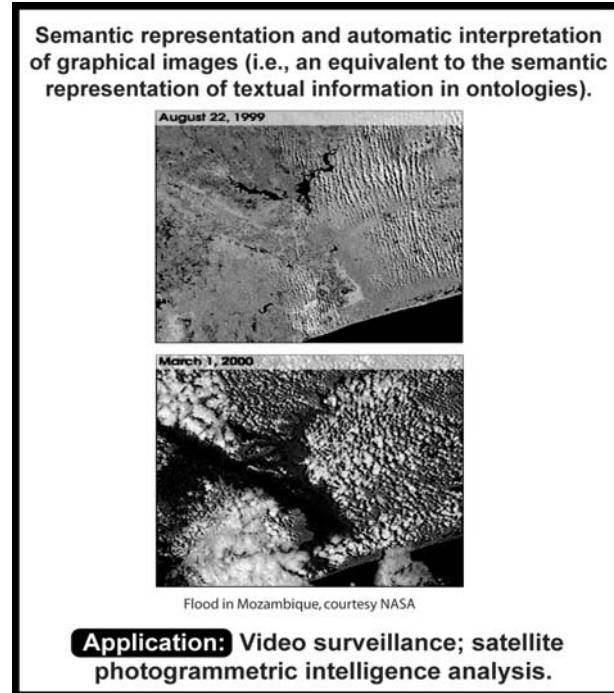 Semantic representation and automatic interpretation
of graphical images (i.e., an equivalent to the semantic
representation of textual information in ontologies).
August 22, 1999
March 1, 2000
Flood in Mozambique, courtesy NASA
Application: Video surveillance; satellite
photogrammetric intelligence analysis.